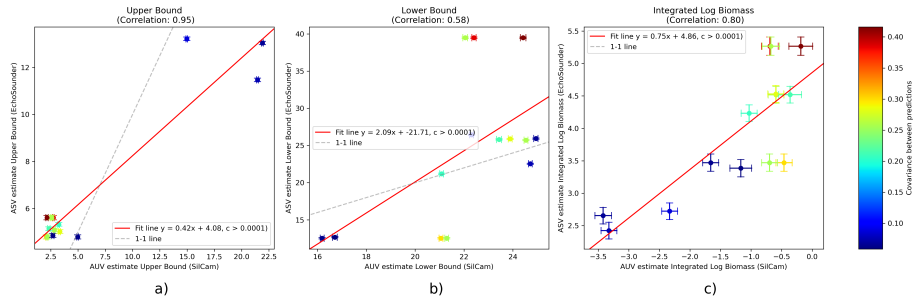 Upper Bound
(Correlation: 0.95)
ASV estimate Upper Bound (EchoSounder)
12
10
8
6
Fit line y = 0.42x + 4.08, c > 0.0001)
1-1 line
2.5
5.0
7.5
10.0
12.5
15.0
17.5
20.0
22.5
AUV estimate Upper Bound (SilCam)
a)
Lower Bound
(Correlation: 0.58)
ASV estimate Lower Bound (EchoSounder)
40
35
30
25
20
15
Fit line y = 2.09x + -21.71, c > 0.0001)
1-1 line
16
18
20
22
24
AUV estimate Lower Bound (SilCam)
b)
Integrated Log Biomass
(Correlation: 0.80)
ASV estimate Integrated Log Biomass (EchoSounder)
5.5
5.0
4.5
4.0
3.5
3.0
2.5
Fit line y = 0.75x + 4.86, c > 0.0001)
1-1 line
−3.5
−3.0
−2.5
−2.0
−1.5
−1.0
−0.5
0.0
AUV estimate Integrated Log Biomass (SilCam)
c)
0.40
0.35
0.30
0.25
0.20
0.15
0.10
Covariance between predictions